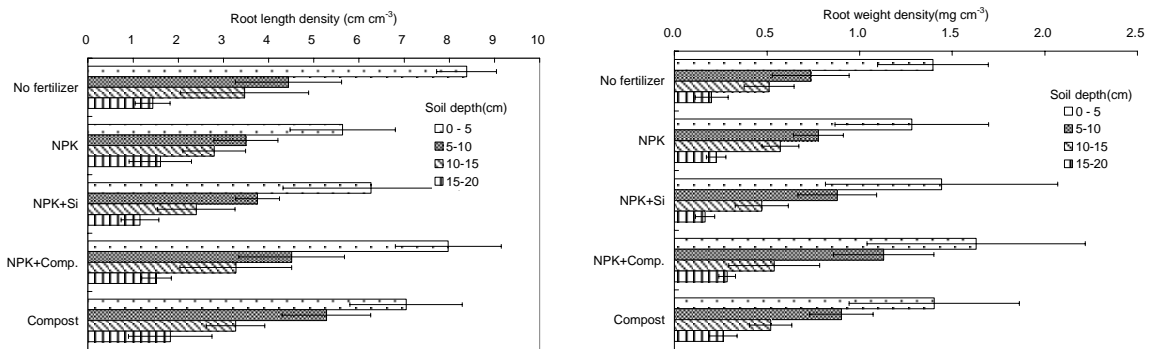 Root length density (cm cm⁻³)
0 1 2 3 4 5 6 7 8 9 10
No fertilizer
NPK
NPK+Si
NPK+Comp.
Compost
Soil depth(cm)
0 - 5
5-10
10-15
15-20
Root weight density(mg cm⁻³)
0.0 0.5 1.0 1.5 2.0 2.5
No fertilizer
NPK
NPK+Si
NPK+Comp.
Compost
Soil depth(cm)
0 - 5
5-10
10-15
15-20